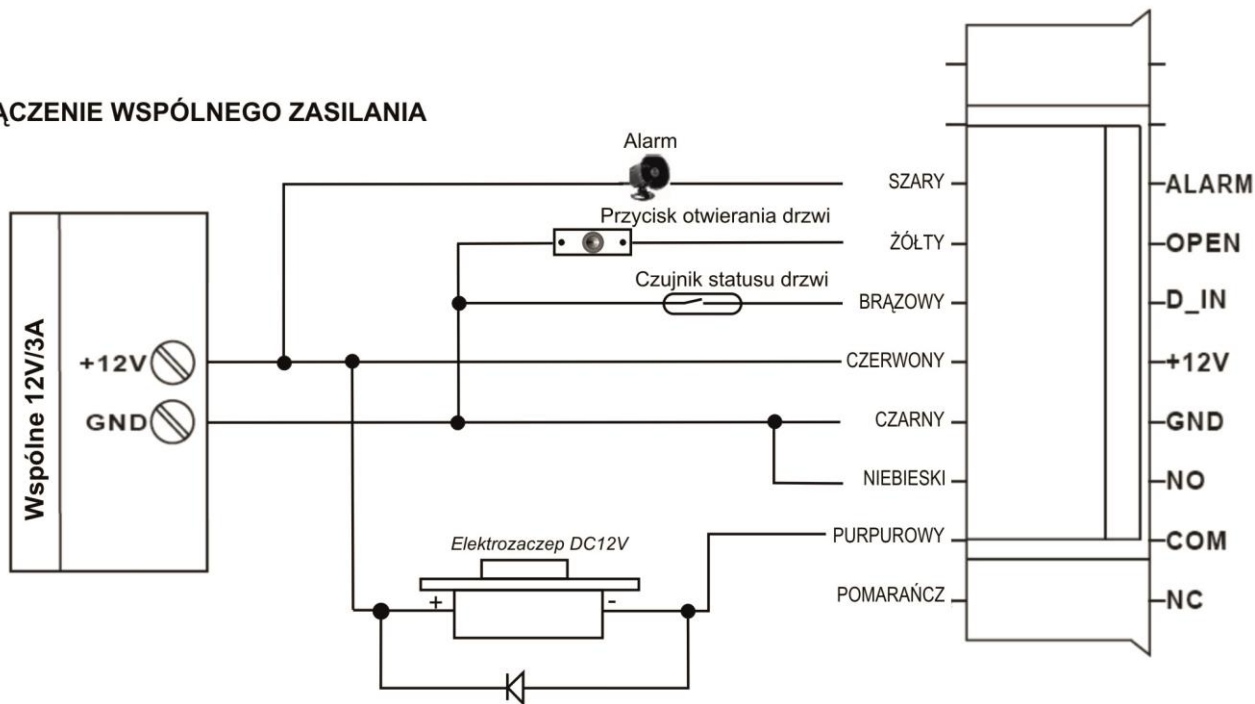 ĄCZENIE WSPÓLNEGO ZASILANIA
Alarm
SZARY
ALARM
Przycisk otwierania drzwi
ŻÓŁTY
OPEN
Czujnik statusu drzwi
BRĄZOWY
D_IN
Wspólne 12V/3A
+12V
CZERWONY
+12V
GND
CZARNY
GND
NIEBIESKI
NO
Elektrozaczep DC12V
PURPUROWY
COM
+
-
POMARAŃCZ
NC